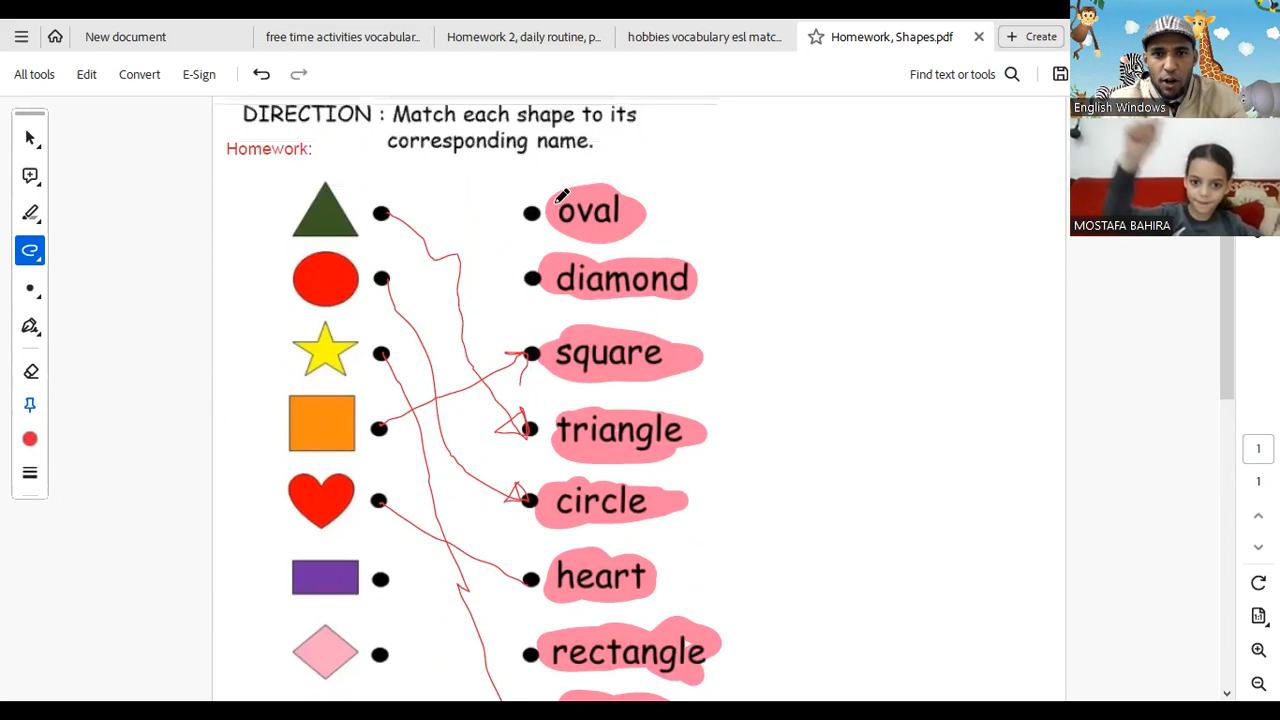 New document
free time activities vocabular...
Homework 2, daily routine, p...
hobbies vocabulary esl matc...
Homework, Shapes.pdf
Create
All tools
Edit
Convert
E-Sign
Find text or tools
English Windows
MOSTAFA BAHIRA
DIRECTION : Match each shape to its
corresponding name.
Homework:
oval
diamond
square
triangle
circle
heart
rectangle
1
1